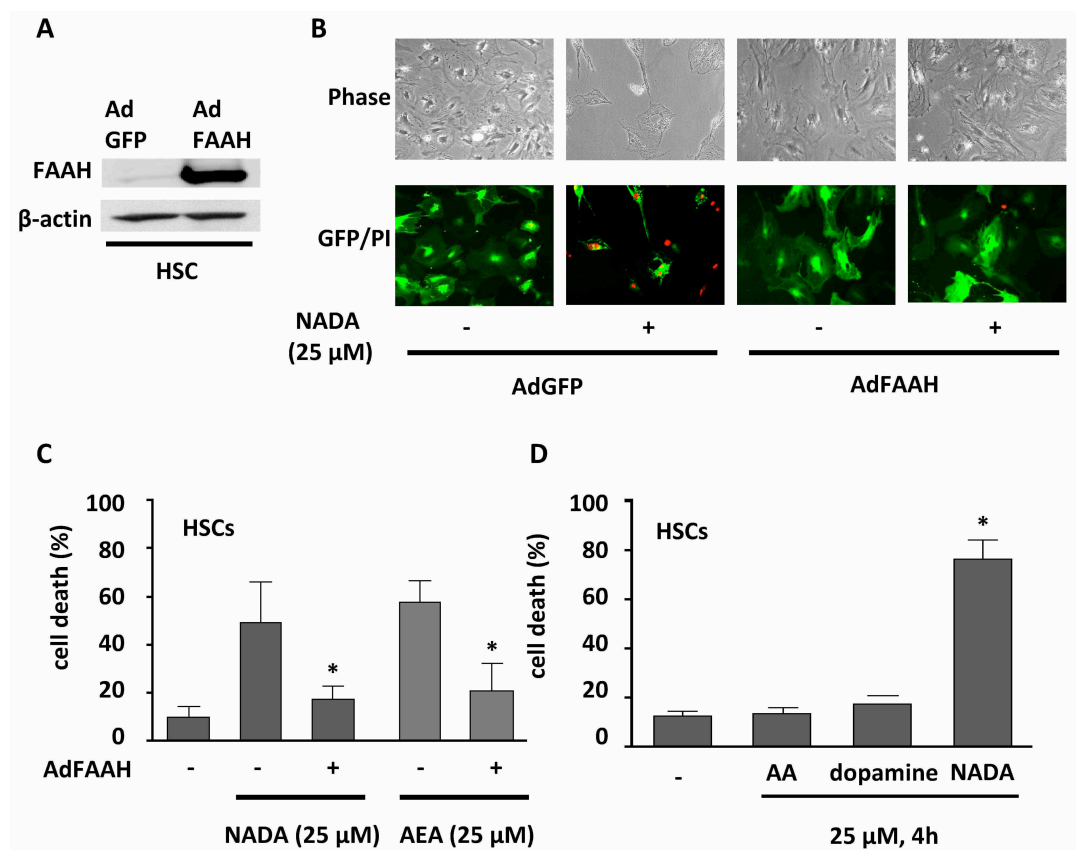 A
Ad
GFP
Ad
FAAH
FAAH
β-actin
HSC
B
Phase
GFP/PI
NADA
(25 μM)
- + - +
AdGFP
AdFAAH
C
100
80
60
40
20
0
cell death (%)
HSCs
*
*
AdFAAH - - + - +
NADA (25 μM) AEA (25 μM)
D
100
80
60
40
20
0
cell death (%)
HSCs
*
- AA dopamine NADA
25 μM, 4h